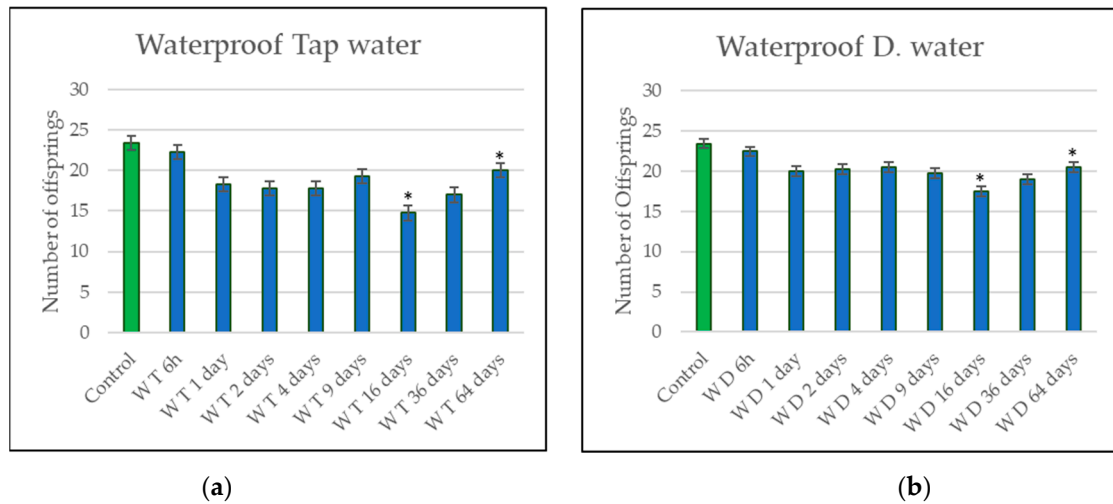 Waterproof Tap water
Number of offsprings
30
25
20
15
10
5
0
*
*
Control
W T 6h
W T 1 day
W T 2 days
W T 4 days
W T 9 days
W T 16 days
W T 36 days
W T 64 days
(a)
Waterproof D. water
Number of Offsprings
30
25
20
15
10
5
0
*
*
Control
W D 6h
W D 1 day
W D 2 days
W D 4 days
W D 9 days
W D 16 days
W D 36 days
W D 64 days
(b)